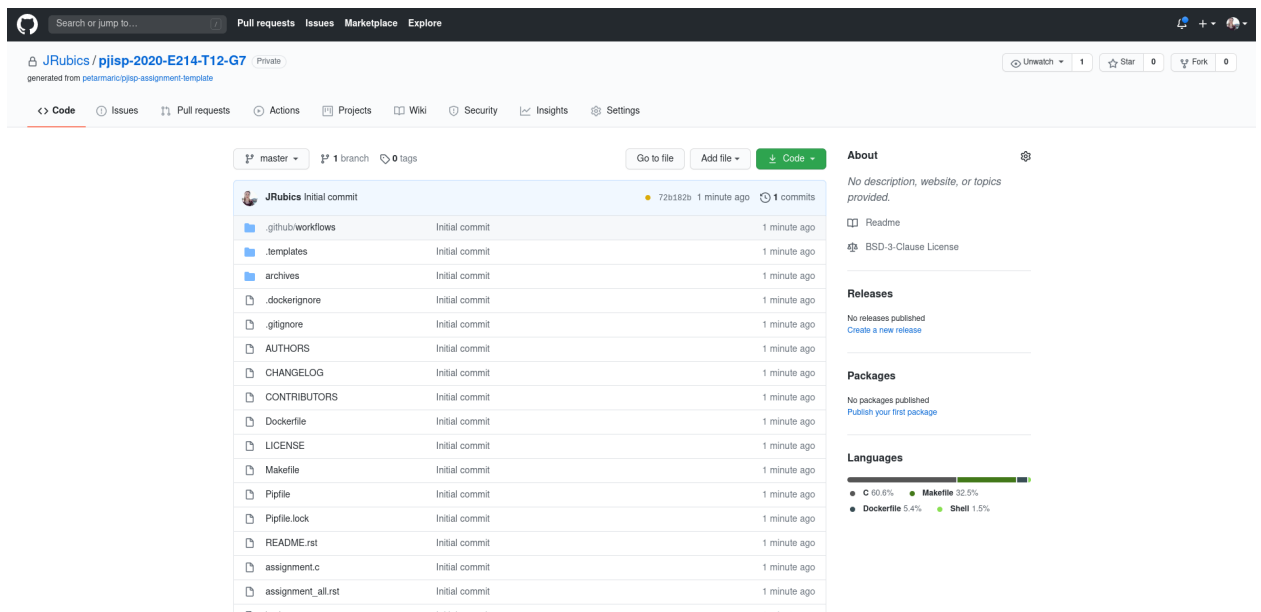 Search or jump to... /
Pull requests Issues Marketplace Explore
JRubics / pjisp-2020-E214-T12-G7 Private
generated from petarmaric/pjisp-assignment-template
Unwatch 1 Star 0 Fork 0
Code Issues Pull requests Actions Projects Wiki Security Insights Settings
master 1 branch 0 tags
Go to file Add file Code
JRubics Initial commit 72b182b 1 minute ago 1 commits
.github/workflows Initial commit 1 minute ago
.templates Initial commit 1 minute ago
archives Initial commit 1 minute ago
.dockerignore Initial commit 1 minute ago
.gitignore Initial commit 1 minute ago
AUTHORS Initial commit 1 minute ago
CHANGELOG Initial commit 1 minute ago
CONTRIBUTORS Initial commit 1 minute ago
Dockerfile Initial commit 1 minute ago
LICENSE Initial commit 1 minute ago
Makefile Initial commit 1 minute ago
Pipfile Initial commit 1 minute ago
Pipfile.lock Initial commit 1 minute ago
README.rst Initial commit 1 minute ago
assignment.c Initial commit 1 minute ago
assignment_all.rst Initial commit 1 minute ago
About
No description, website, or topics
provided.
Readme
BSD-3-Clause License
Releases
No releases published
Create a new release
Packages
No packages published
Publish your first package
Languages
C 60.6% Makefile 32.5%
Dockerfile 5.4% Shell 1.5%